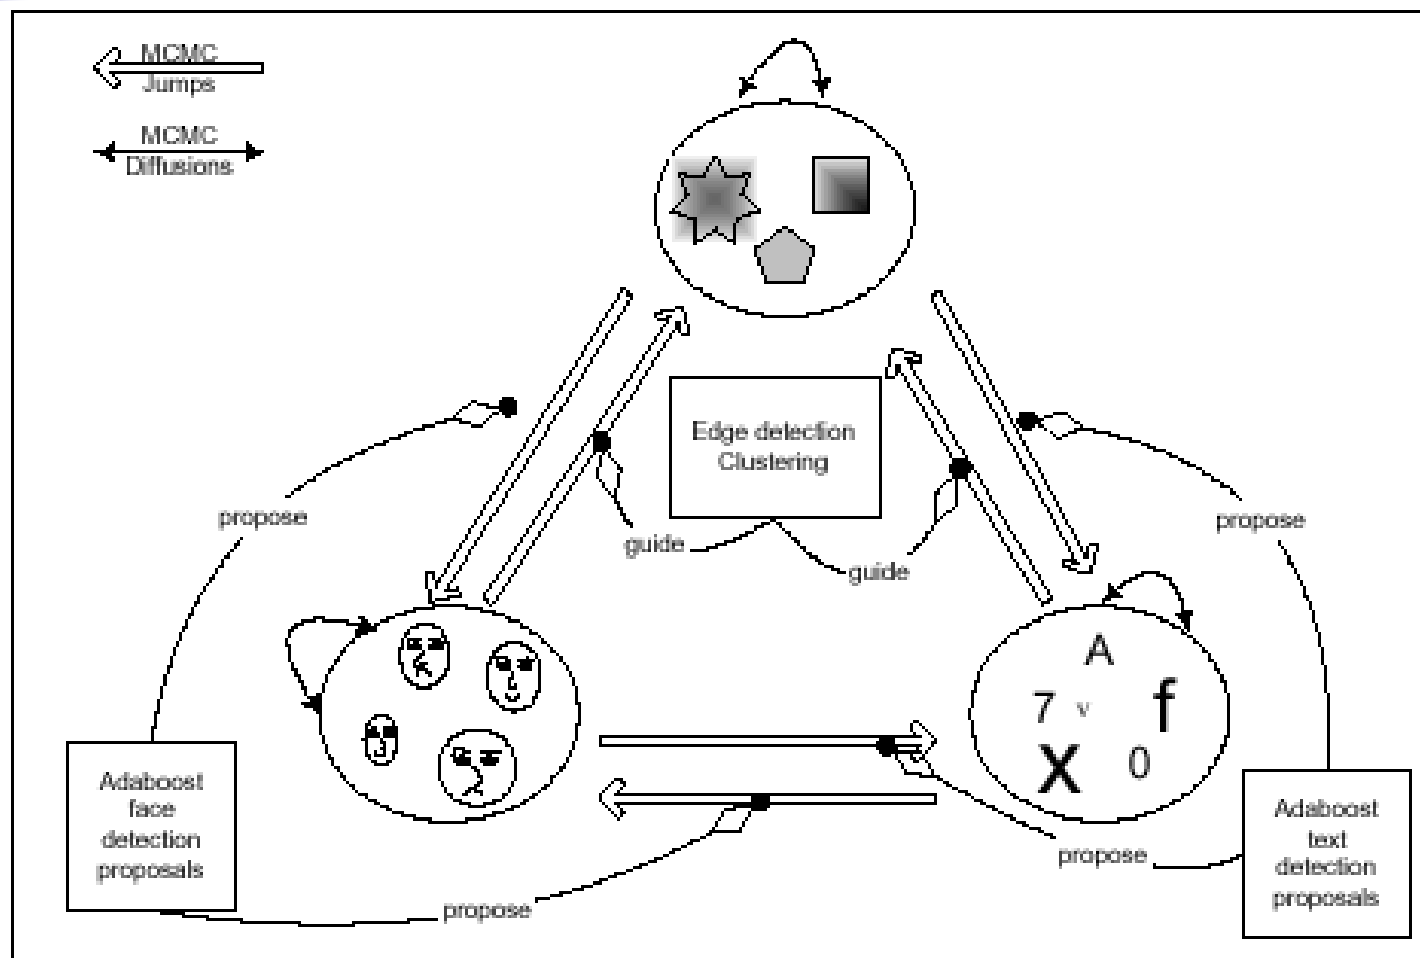 MCMC
Jumps
MCMC
Diffusions
Edge detection
Clustering
propose
guide
guide
propose
A
7 v f
X 0
Adaboost
face
detection
proposals
propose
propose
Adaboost
text
detection
proposals